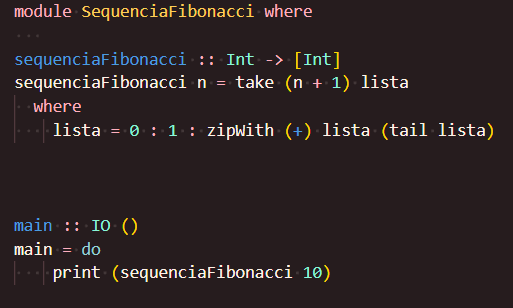 module SequenciaFibonacci where
sequenciaFibonacci :: Int -> [Int]
sequenciaFibonacci n = take (n + 1) lista
  where
    lista = 0 : 1 : zipWith (+) lista (tail lista)
main :: IO ()
main = do
    print (sequenciaFibonacci 10)